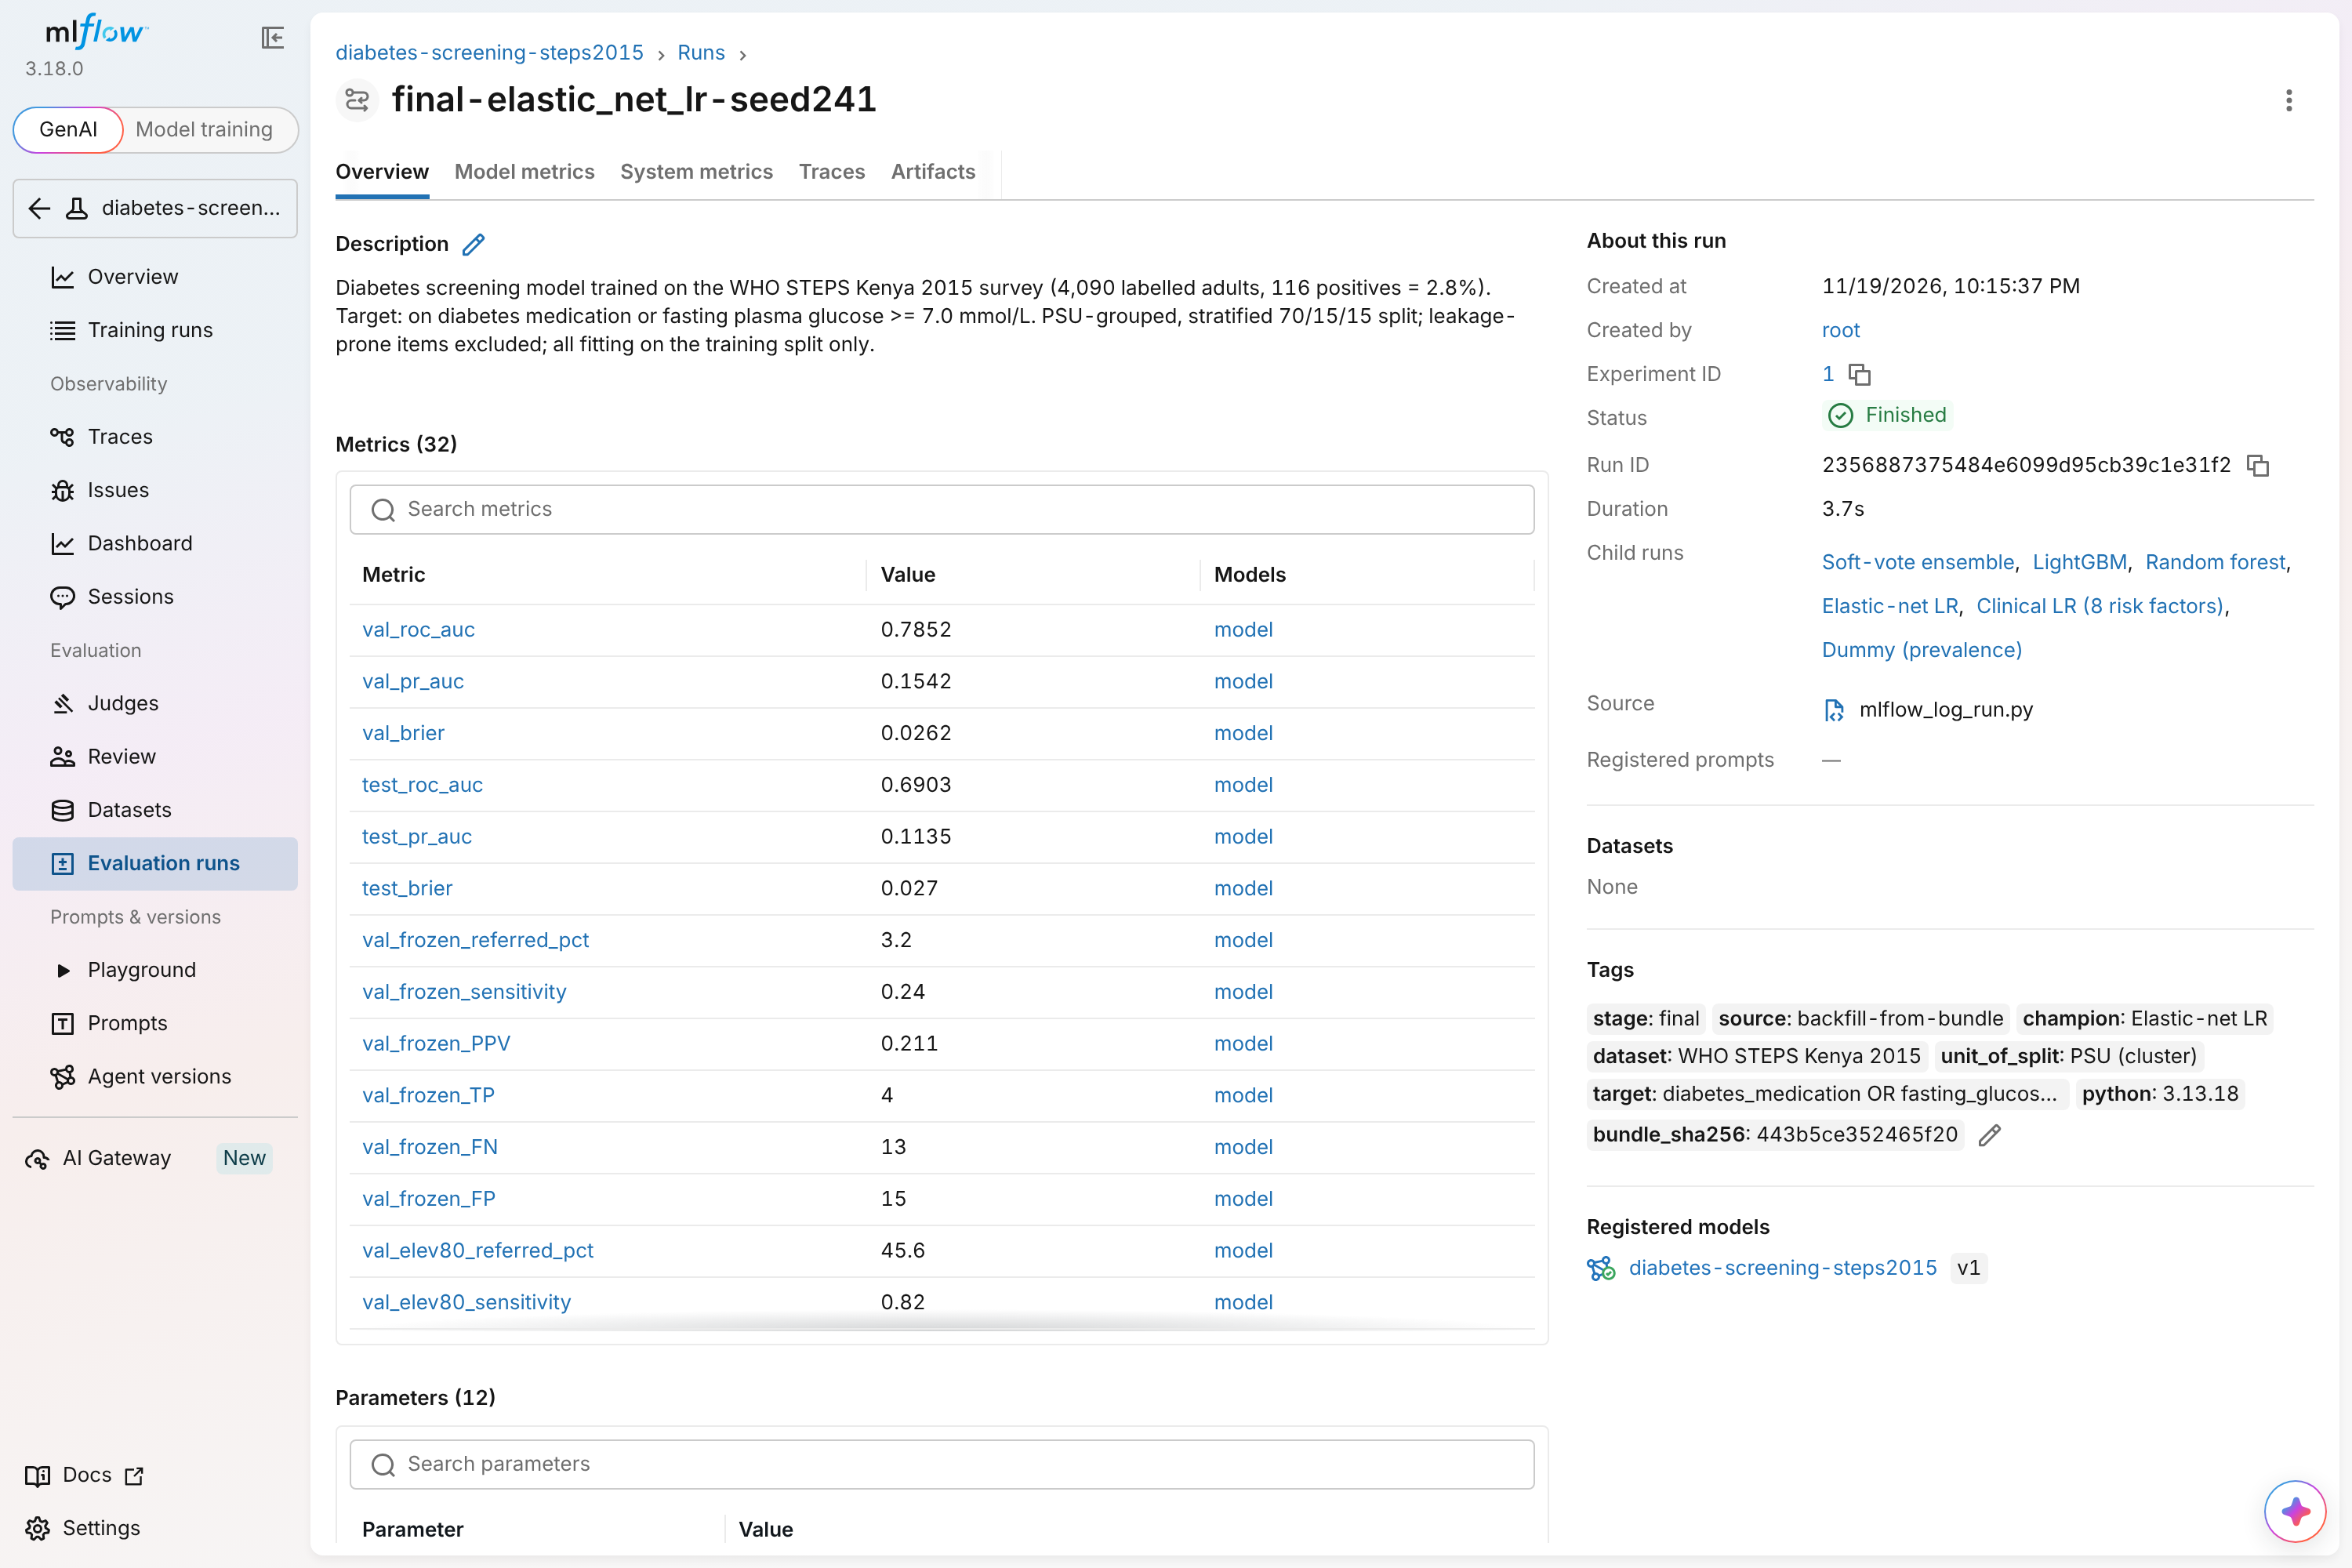 mlflow
3.18.0
GenAI Model training
diabetes-screen...
Overview
Training runs
Observability
Traces
Issues
Dashboard
Sessions
Evaluation
Judges
Review
Datasets
Evaluation runs
Prompts & versions
Playground
Prompts
Agent versions
AI Gateway New
Docs
Settings
diabetes-screening-steps2015 › Runs ›
final-elastic_net_lr-seed241
Overview Model metrics System metrics Traces Artifacts
Description
Diabetes screening model trained on the WHO STEPS Kenya 2015 survey (4,090 labelled adults, 116 positives = 2.8%).
Target: on diabetes medication or fasting plasma glucose >= 7.0 mmol/L. PSU-grouped, stratified 70/15/15 split; leakage-
prone items excluded; all fitting on the training split only.
Metrics (32)
Search metrics
Metric Value Models
val_roc_auc 0.7852 model
val_pr_auc 0.1542 model
val_brier 0.0262 model
test_roc_auc 0.6903 model
test_pr_auc 0.1135 model
test_brier 0.027 model
val_frozen_referred_pct 3.2 model
val_frozen_sensitivity 0.24 model
val_frozen_PPV 0.211 model
val_frozen_TP 4 model
val_frozen_FN 13 model
val_frozen_FP 15 model
val_elev80_referred_pct 45.6 model
val_elev80_sensitivity 0.82 model
Parameters (12)
Search parameters
Parameter Value
About this run
Created at 11/19/2026, 10:15:37 PM
Created by root
Experiment ID 1
Status Finished
Run ID 2356887375484e6099d95cb39c1e31f2
Duration 3.7s
Child runs Soft-vote ensemble, LightGBM, Random forest,
Elastic-net LR, Clinical LR (8 risk factors),
Dummy (prevalence)
Source mlflow_log_run.py
Registered prompts —
Datasets
None
Tags
stage: final source: backfill-from-bundle champion: Elastic-net LR
dataset: WHO STEPS Kenya 2015 unit_of_split: PSU (cluster)
target: diabetes_medication OR fasting_glucos... python: 3.13.18
bundle_sha256: 443b5ce352465f20
Registered models
diabetes-screening-steps2015 v1